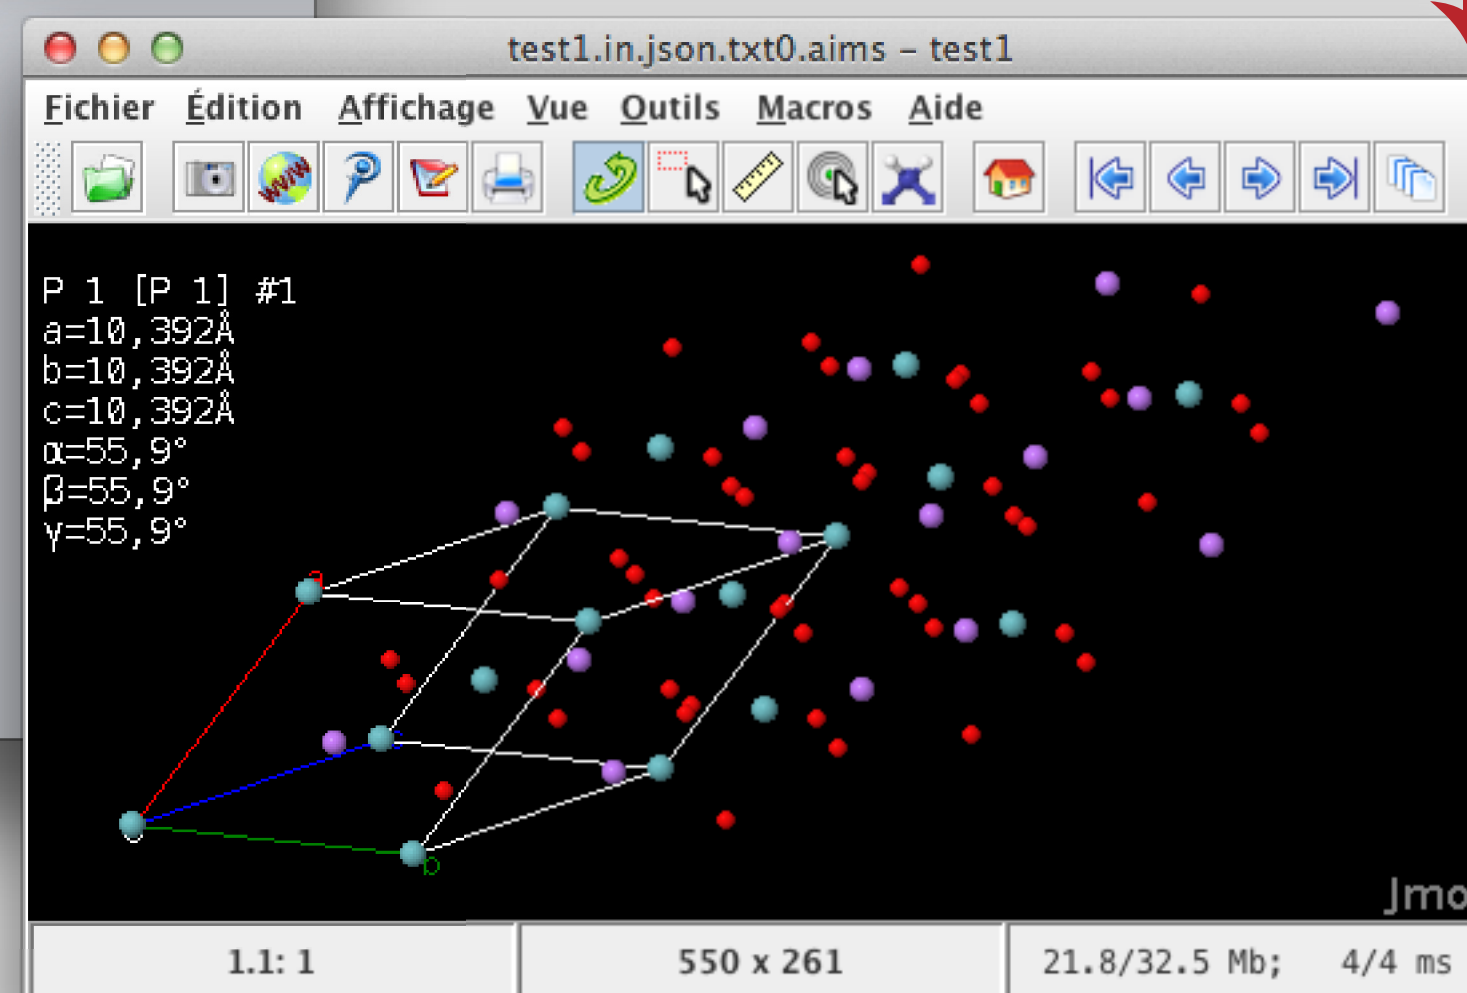 test1.in.json.txt0.aims – test1
Fichier Édition Affichage Vue Outils Macros Aide
WWW
P 1 [P 1] #1
a=10,392Å
b=10,392Å
c=10,392Å
α=55,9°
β=55,9°
γ=55,9°
a
c
b
Jmo
1.1: 1
550 x 261
21.8/32.5 Mb; 4/4 ms